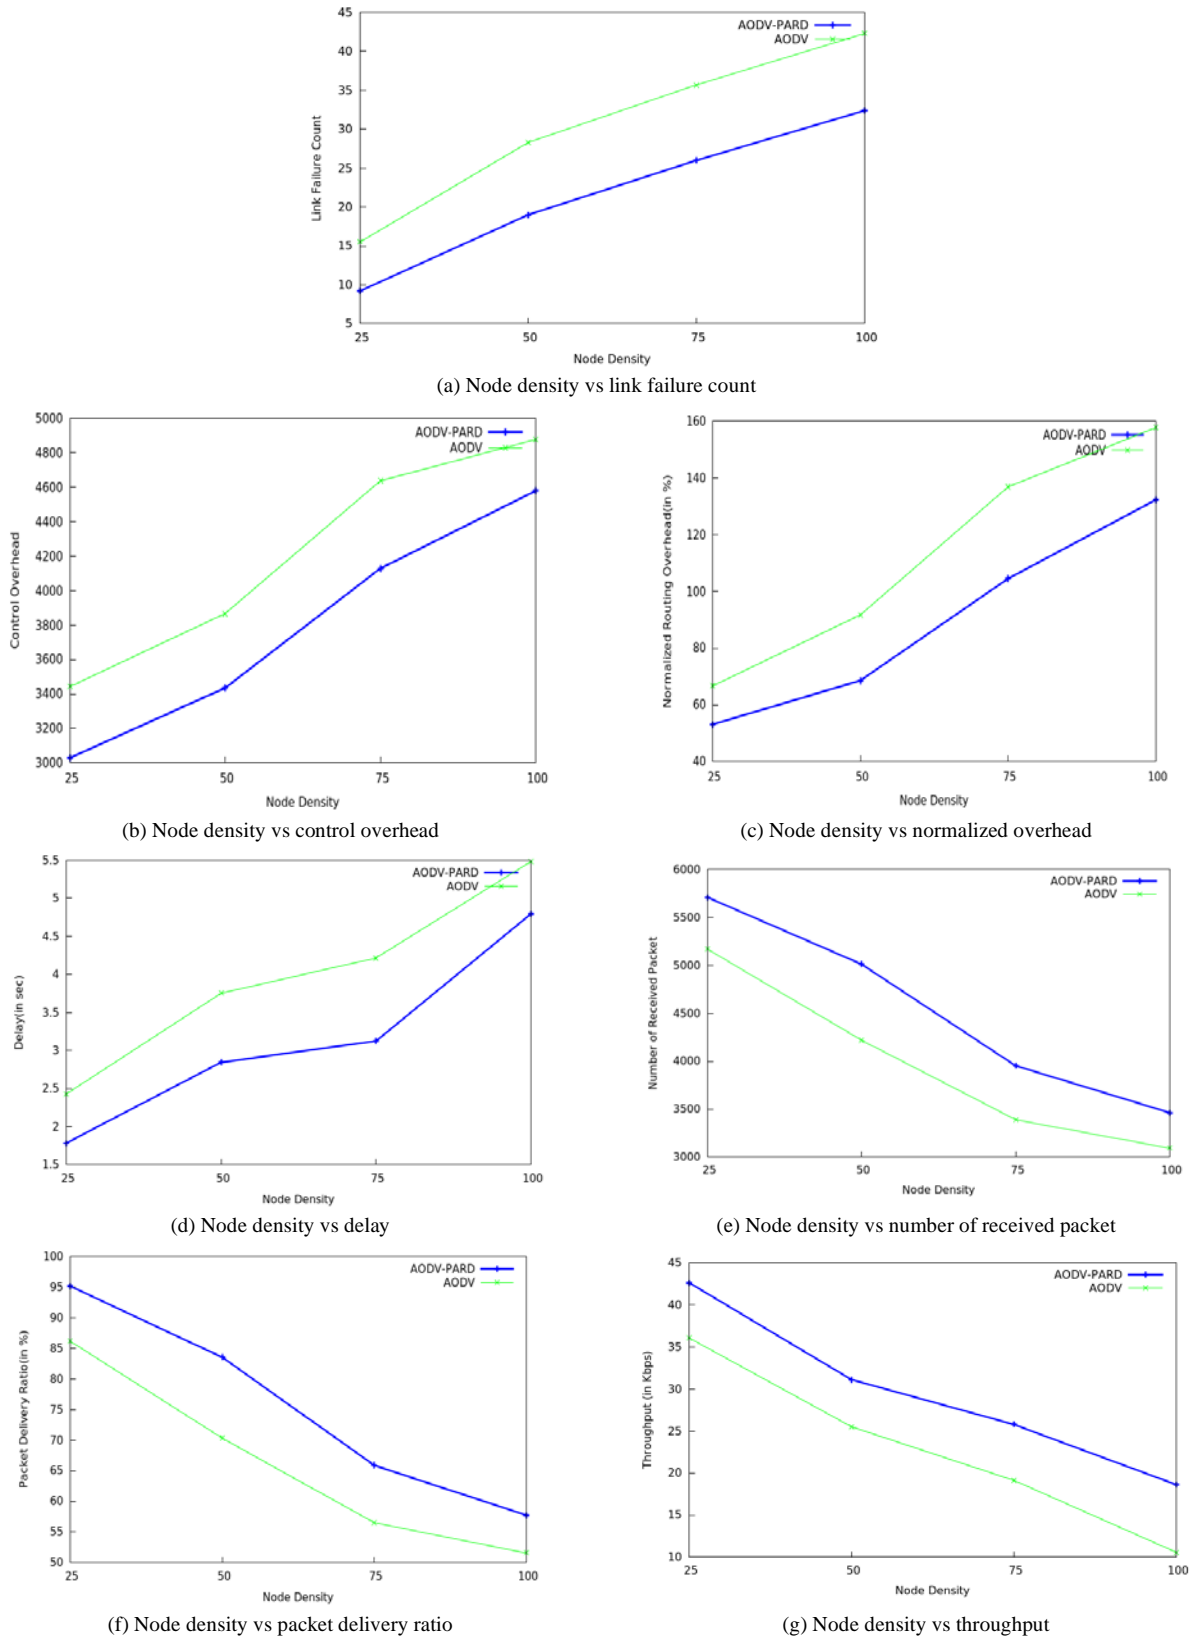 45
40
35
30
25
20
15
10
5
Link Failure Count
AODV-PARD
AODV
25 50 75 100
Node Density
(a) Node density vs link failure count
5000
4800
4600
4400
4200
4000
3800
3600
3400
3200
3000
Control Overhead
AODV-PARD
AODV
25 50 75 100
Node Density
(b) Node density vs control overhead
160
140
120
100
80
60
40
Normalized Routing Overhead(in %)
AODV-PARD
AODV
25 50 75 100
Node Density
(c) Node density vs normalized overhead
5.5
5
4.5
4
3.5
3
2.5
2
1.5
Delay(in sec)
AODV-PARD
AODV
25 50 75 100
Node Density
(d) Node density vs delay
6000
5500
5000
4500
4000
3500
3000
Number of Received Packet
AODV-PARD
AODV
25 50 75 100
Node Density
(e) Node density vs number of received packet
100
95
90
85
80
75
70
65
60
55
50
Packet Delivery Ratio(in %)
AODV-PARD
AODV
25 50 75 100
Node Density
(f) Node density vs packet delivery ratio
45
40
35
30
25
20
15
10
Throughput (in Kbps)
AODV-PARD
AODV
25 50 75 100
Node Density
(g) Node density vs throughput